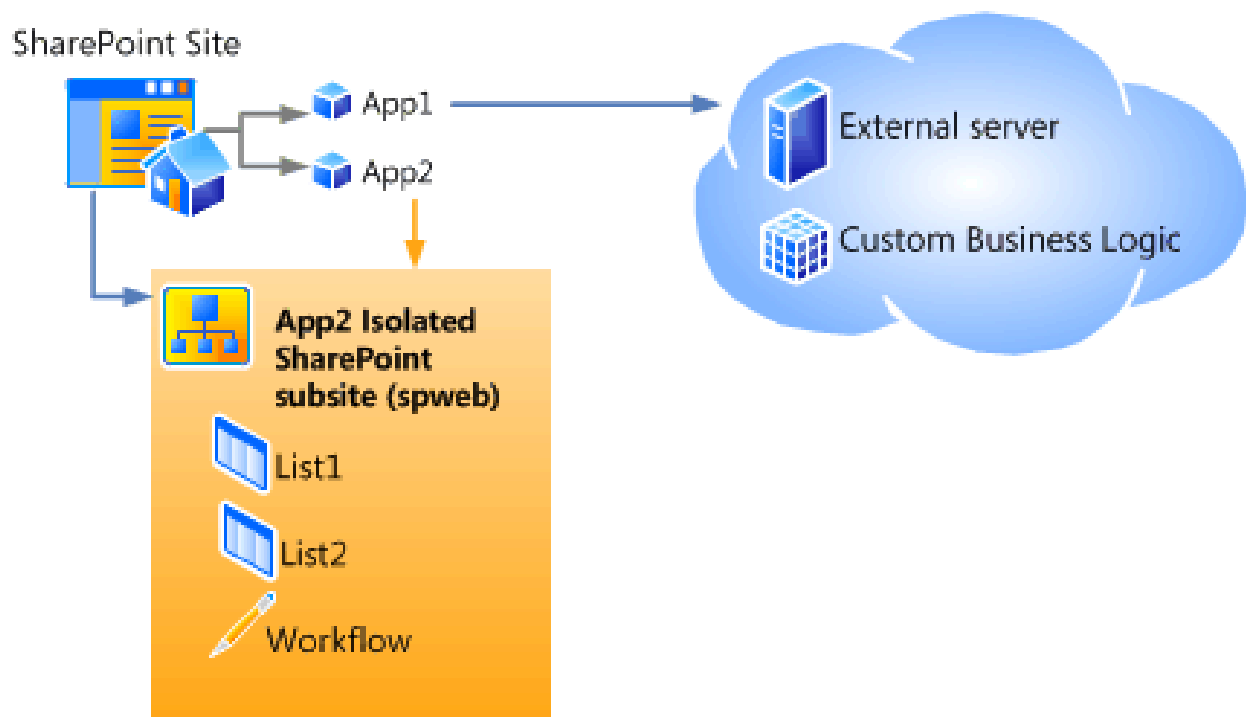 SharePoint Site
App1
App2
External server
Custom Business Logic
App2 Isolated
SharePoint
subsite (spweb)
List1
List2
Workflow